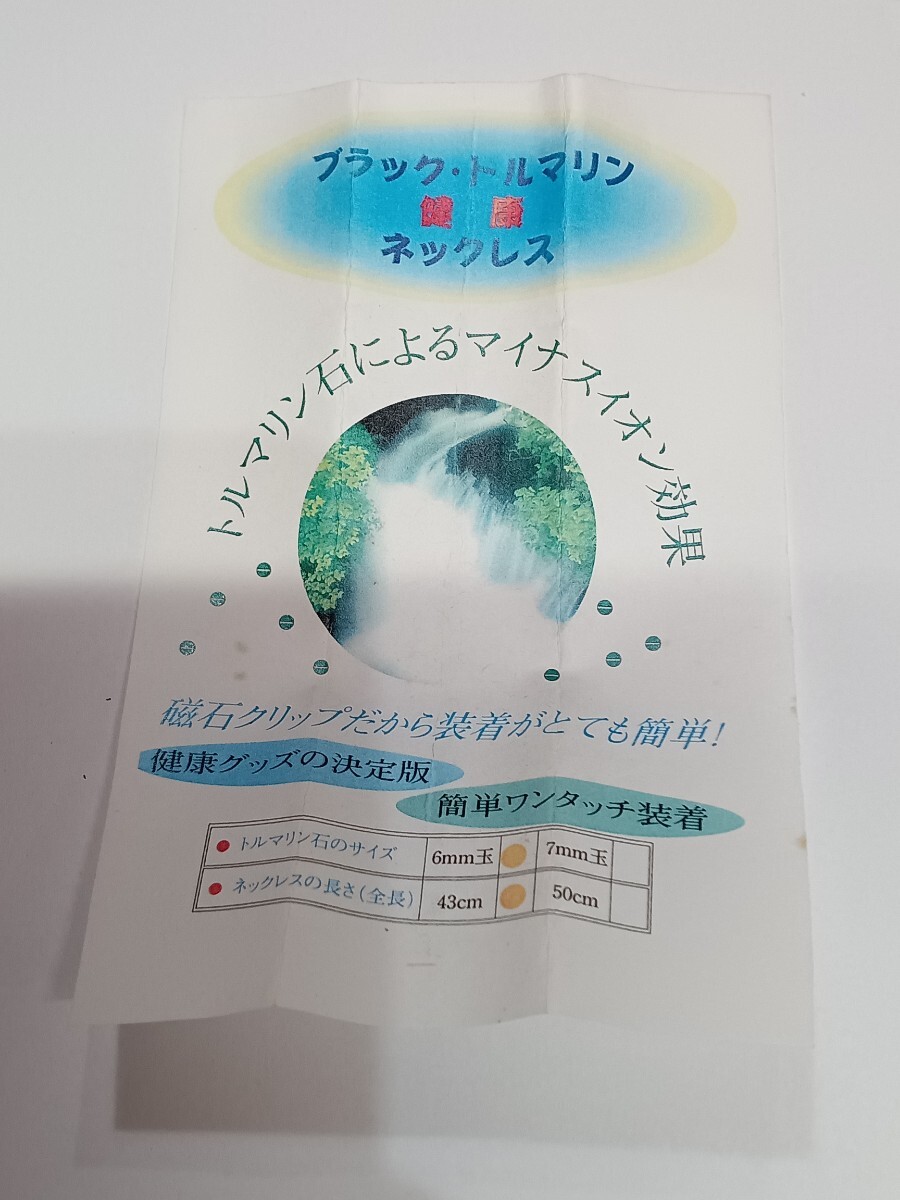 ブラック・トルマリン
健康
ネックレス
トルマリン石によるマイナスイオン効果
磁石クリップだから装着がとても簡単!
健康グッズの決定版
簡単ワンタッチ装着
トルマリン石のサイズ 6mm玉 7mm玉
ネックレスの長さ(全長) 43cm 50cm